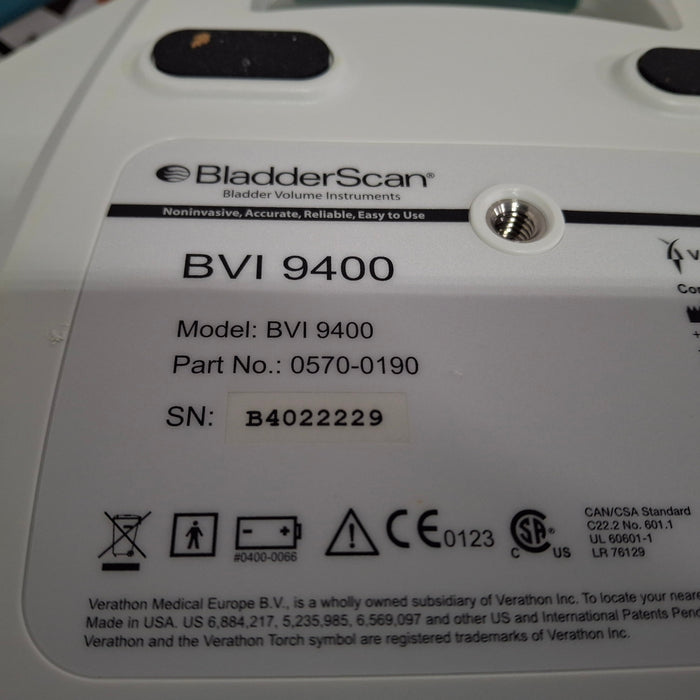 BladderScan®
Bladder Volume Instruments
Noninvasive, Accurate, Reliable, Easy to Use
BVI 9400
Model: BVI 9400
Part No.: 0570-0190
SN: B4022229
#0400-0066
CE0123
CSA®
C US
CAN/CSA Standard
C22.2 No. 601.1
UL 60601-1
LR 76129
Verathon Medical Europe B.V., is a wholly owned subsidiary of Verathon Inc. To locate your
Made in USA. US 6,884,217, 5,235,985, 6,569,097 and other US and International Patents
Verathon and the Verathon Torch symbol are registered trademarks of Verathon Inc.